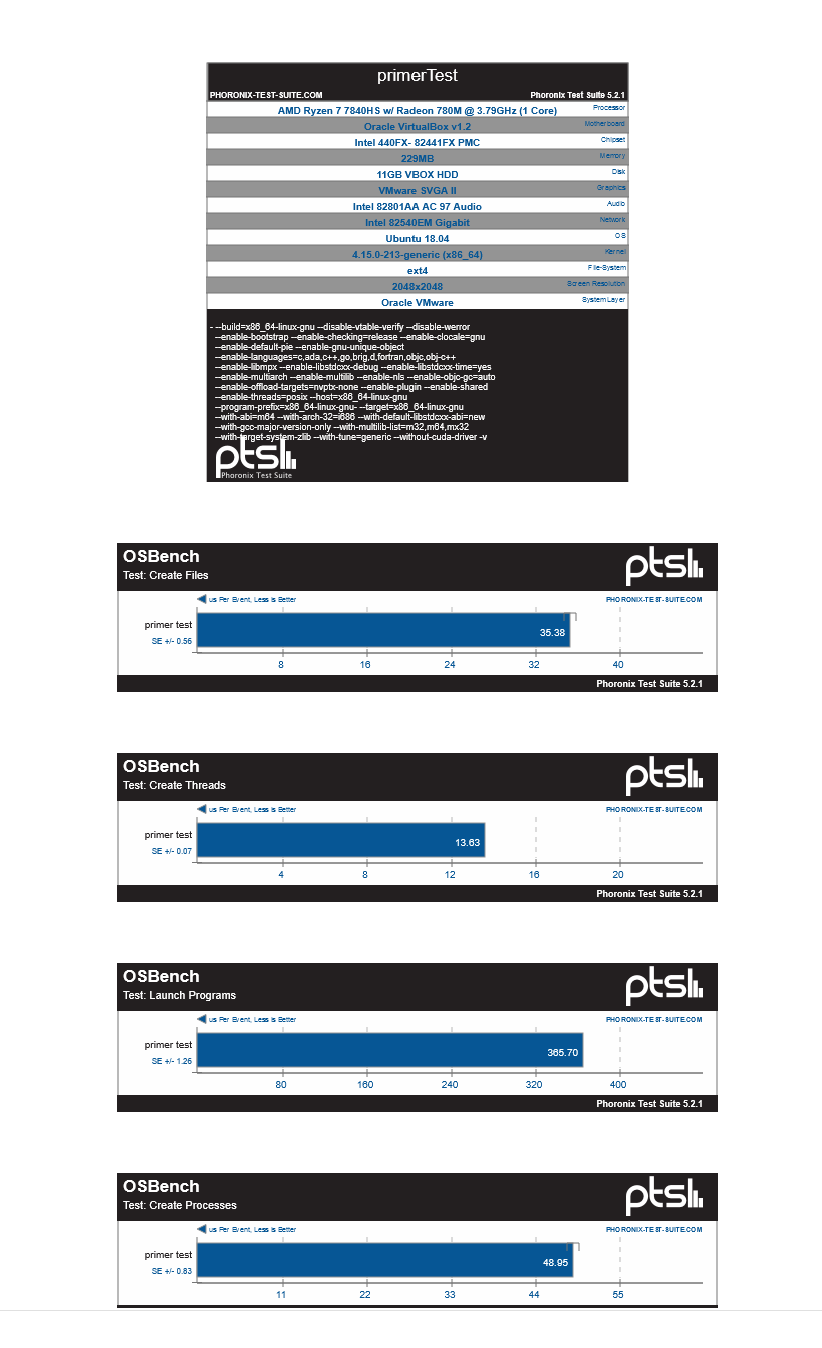 primerTest
PHORONIX-TEST-SUITE.COM Phoronix Test Suite 5.2.1
AMD Ryzen 7 7840HS w/ Radeon 780M @ 3.79GHz (1 Core) Processor
Oracle VirtualBox v1.2 Motherboard
Intel 440FX- 82441FX PMC Chipset
229MB Memory
11GB VBOX HDD Disk
VMware SVGA II Graphics
Intel 82801AA AC 97 Audio Audio
Intel 82540EM Gigabit Network
Ubuntu 18.04 OS
4.15.0-213-generic (x86_64) Kernel
ext4 File-System
2048x2048 Screen Resolution
Oracle VMware System Layer
- --build=x86_64-linux-gnu --disable-vtable-verify --disable-werror
--enable-bootstrap --enable-checking=release --enable-clocale=gnu
--enable-default-pie --enable-gnu-unique-object
--enable-languages=c,ada,c++,go,brig,d,fortran,objc,obj-c++
--enable-libmpx --enable-libstdcxx-debug --enable-libstdcxx-time=yes
--enable-multiarch --enable-multilib --enable-nls --enable-objc-gc=auto
--enable-offload-targets=nvptx-none --enable-plugin --enable-shared
--enable-threads=posix --host=x86_64-linux-gnu
--program-prefix=x86_64-linux-gnu- --target=x86_64-linux-gnu
--with-abi=m64 --with-arch-32=i686 --with-default-libstdcxx-abi=new
--with-gcc-major-version-only --with-multilib-list=m32,m64,mx32
--with-target-system-zlib --with-tune=generic --without-cuda-driver -v
pts
Phoronix Test Suite
OSBench
Test: Create Files
pts
us Per Event, Less Is Better PHORONIX-TEST-SUITE.COM
primer test
35.38
SE +/- 0.56
8 16 24 32 40
Phoronix Test Suite 5.2.1
OSBench
Test: Create Threads
pts
us Per Event, Less Is Better PHORONIX-TEST-SUITE.COM
primer test
13.63
SE +/- 0.07
4 8 12 16 20
Phoronix Test Suite 5.2.1
OSBench
Test: Launch Programs
pts
us Per Event, Less Is Better PHORONIX-TEST-SUITE.COM
primer test
365.70
SE +/- 1.26
80 160 240 320 400
Phoronix Test Suite 5.2.1
OSBench
Test: Create Processes
pts
us Per Event, Less Is Better PHORONIX-TEST-SUITE.COM
primer test
48.95
SE +/- 0.83
11 22 33 44 55